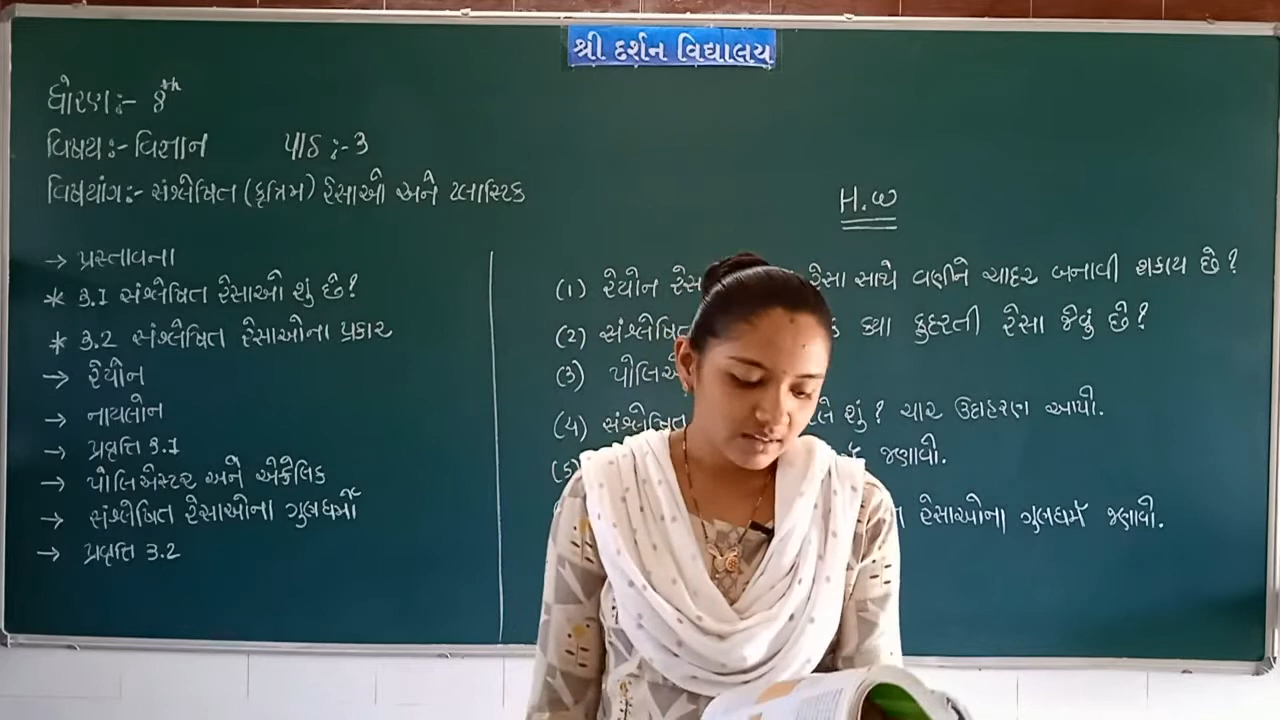 શ્રી દર્શન વિદ્યાલય
ધોરણ:- 8th
વિષય:- વિજ્ઞાન પાઠ :- 3
વિષયાંગ:- સંશ્લેષિત (કૃત્રિમ) રેસાઓ અને પ્લાસ્ટિક
→ પ્રસ્તાવના
* 3.1 સંશ્લેષિત રેસાઓ શું છે?
* 3.2 સંશ્લેષિત રેસાઓના પ્રકાર
→ રેયોન
→ નાયલોન
→ પ્રવૃત્તિ 3.1
→ પોલિએસ્ટર અને એક્રેલિક
→ સંશ્લેષિત રેસાઓના ગુણધર્મો
→ પ્રવૃત્તિ 3.2
H.W
(1) રેયોન રેસા સાથે વણીને ચાદર બનાવી શકાય છે?
(2) સંશ્લેષિત ક્યા કુદરતી રેસા જેવું છે?
(3)
(4) સંશ્લેષિત શું? ચાર ઉદાહરણ આપો.
(5) જણાવો.
રેસાઓના ગુણધર્મ જણાવો.